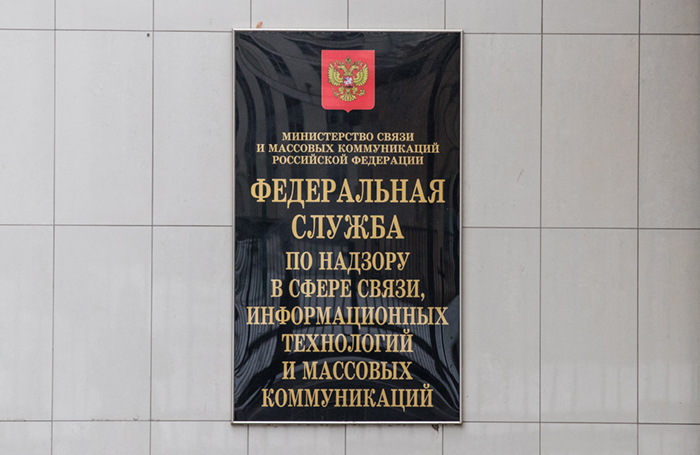 МИНИСТЕРСТВО СВЯЗИ
И МАССОВЫХ КОММУНИКАЦИЙ
РОССИЙСКОЙ ФЕДЕРАЦИИ
ФЕДЕРАЛЬНАЯ
СЛУЖБА
ПО НАДЗОРУ
В СФЕРЕ СВЯЗИ,
ИНФОРМАЦИОННЫХ
ТЕХНОЛОГИЙ
И МАССОВЫХ
КОММУНИКАЦИЙ